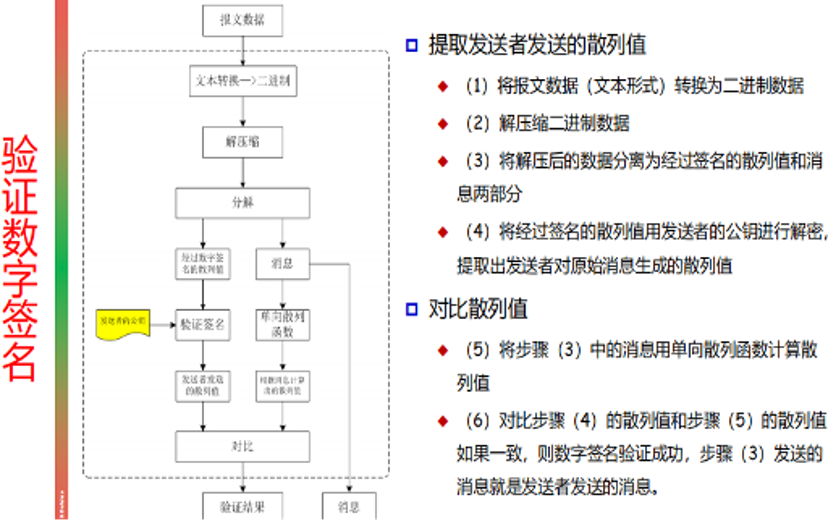 验证数字签名
报文数据
文本转换—>二进制
解压缩
分解
经过数字签
名的散列值
消息
发送者的公钥
验证签名
单向散列
函数
发送者发送
的散列值
根据消息计算
出的散列值
对比
验证结果
消息
提取发送者发送的散列值
（1）将报文数据（文本形式）转换为二进制数据
（2）解压缩二进制数据
（3）将解压后的数据分离为经过签名的散列值和消
息两部分
（4）将经过签名的散列值用发送者的公钥进行解密，
提取出发送者对原始消息生成的散列值
对比散列值
（5）将步骤（3）中的消息用单向散列函数计算散
列值
（6）对比步骤（4）的散列值和步骤（5）的散列值
如果一致，则数字签名验证成功，步骤（3）发送的
消息就是发送者发送的消息。